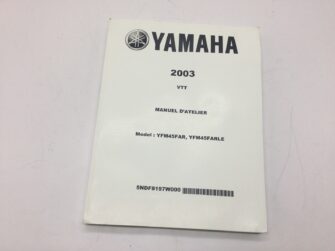 YAMAHA
2003
VTT
MANUEL D'ATELIER
Model : YFM45FAR, YFM45FARLE
5NDF8197W000